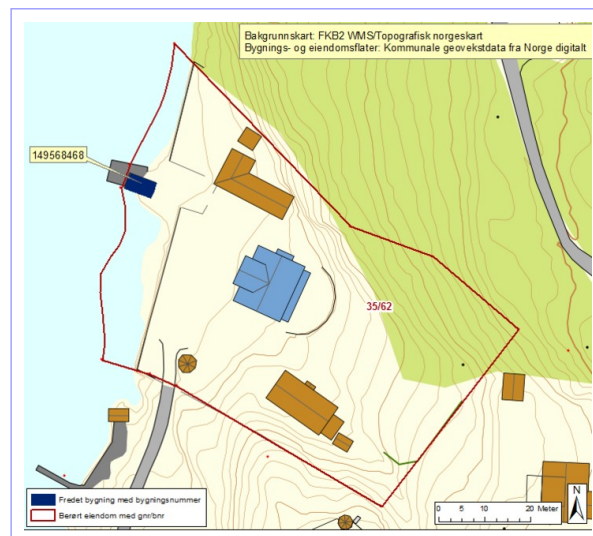 Bakgrunnskart: FKB2 WMS/Topografisk norgeskart
Bygnings- og eiendomsflater: Kommunale geovekstdata fra Norge digitalt
149568468
35/62
Fredet bygning med bygningsnummer
Berørt eiendom med gnr/bnr
N
0 5 10 20 Meter